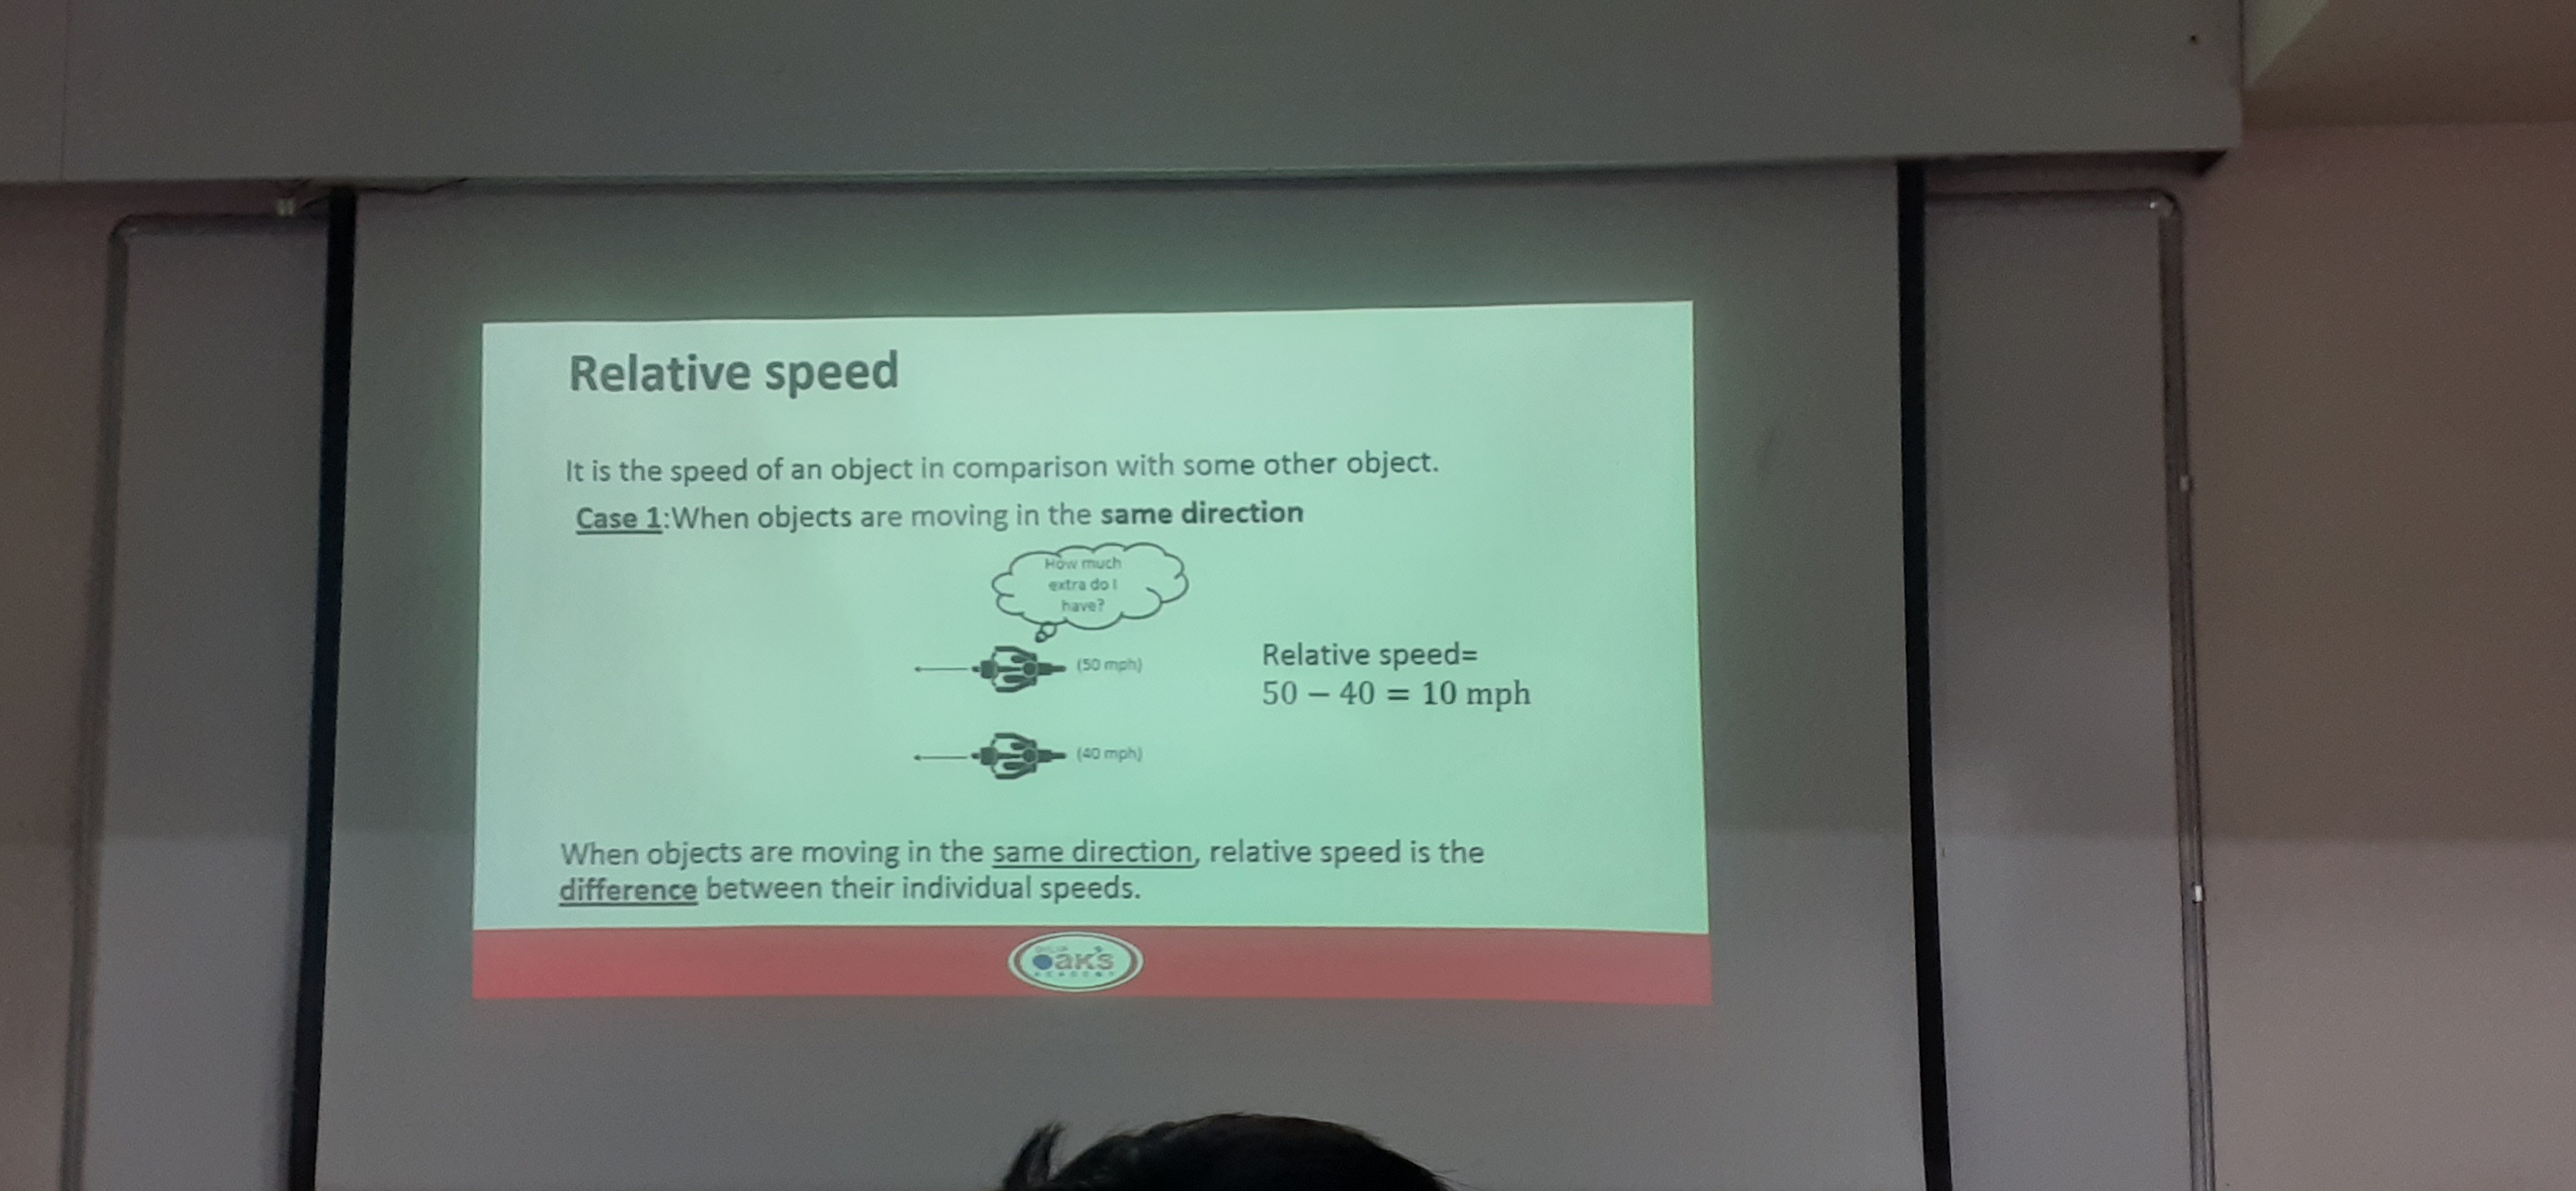 Relative speed
It is the speed of an object in comparison with some other object.
Case 1:When objects are moving in the same direction
How much
extra do I
have?
(50 mph)
Relative speed=
50 − 40 = 10 mph
(40 mph)
When objects are moving in the same direction, relative speed is the
difference between their individual speeds.
OAK'S